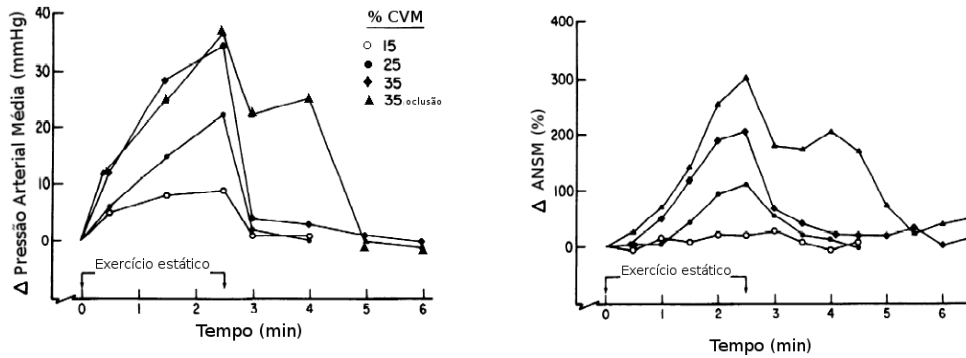 Δ Pressão Arterial Média (mmHg)
40
30
20
10
0
% CVM
15
25
35
35 oclusão
Exercício estático
0 1 2 3 4 5 6
Tempo (min)
Δ ANSM (%)
400
300
200
100
0
Exercício estático
0 1 2 3 4 5 6
Tempo (min)